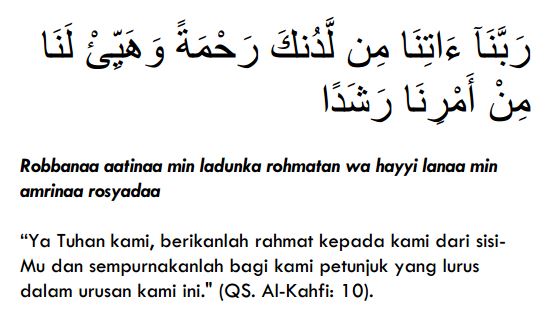 رَبَّنَآ ءَاتِنَا مِن لَّدُنكَ رَحْمَةً وَهَيِّئْ لَنَا
مِنْ أَمْرِنَا رَشَدًا
Robbanaa aatinaa min ladunka rohmatan wa hayyi lanaa min
amrinaa rosyadaa
“Ya Tuhan kami, berikanlah rahmat kepada kami dari sisi-
Mu dan sempurnakanlah bagi kami petunjuk yang lurus
dalam urusan kami ini." (QS. Al-Kahfi: 10).